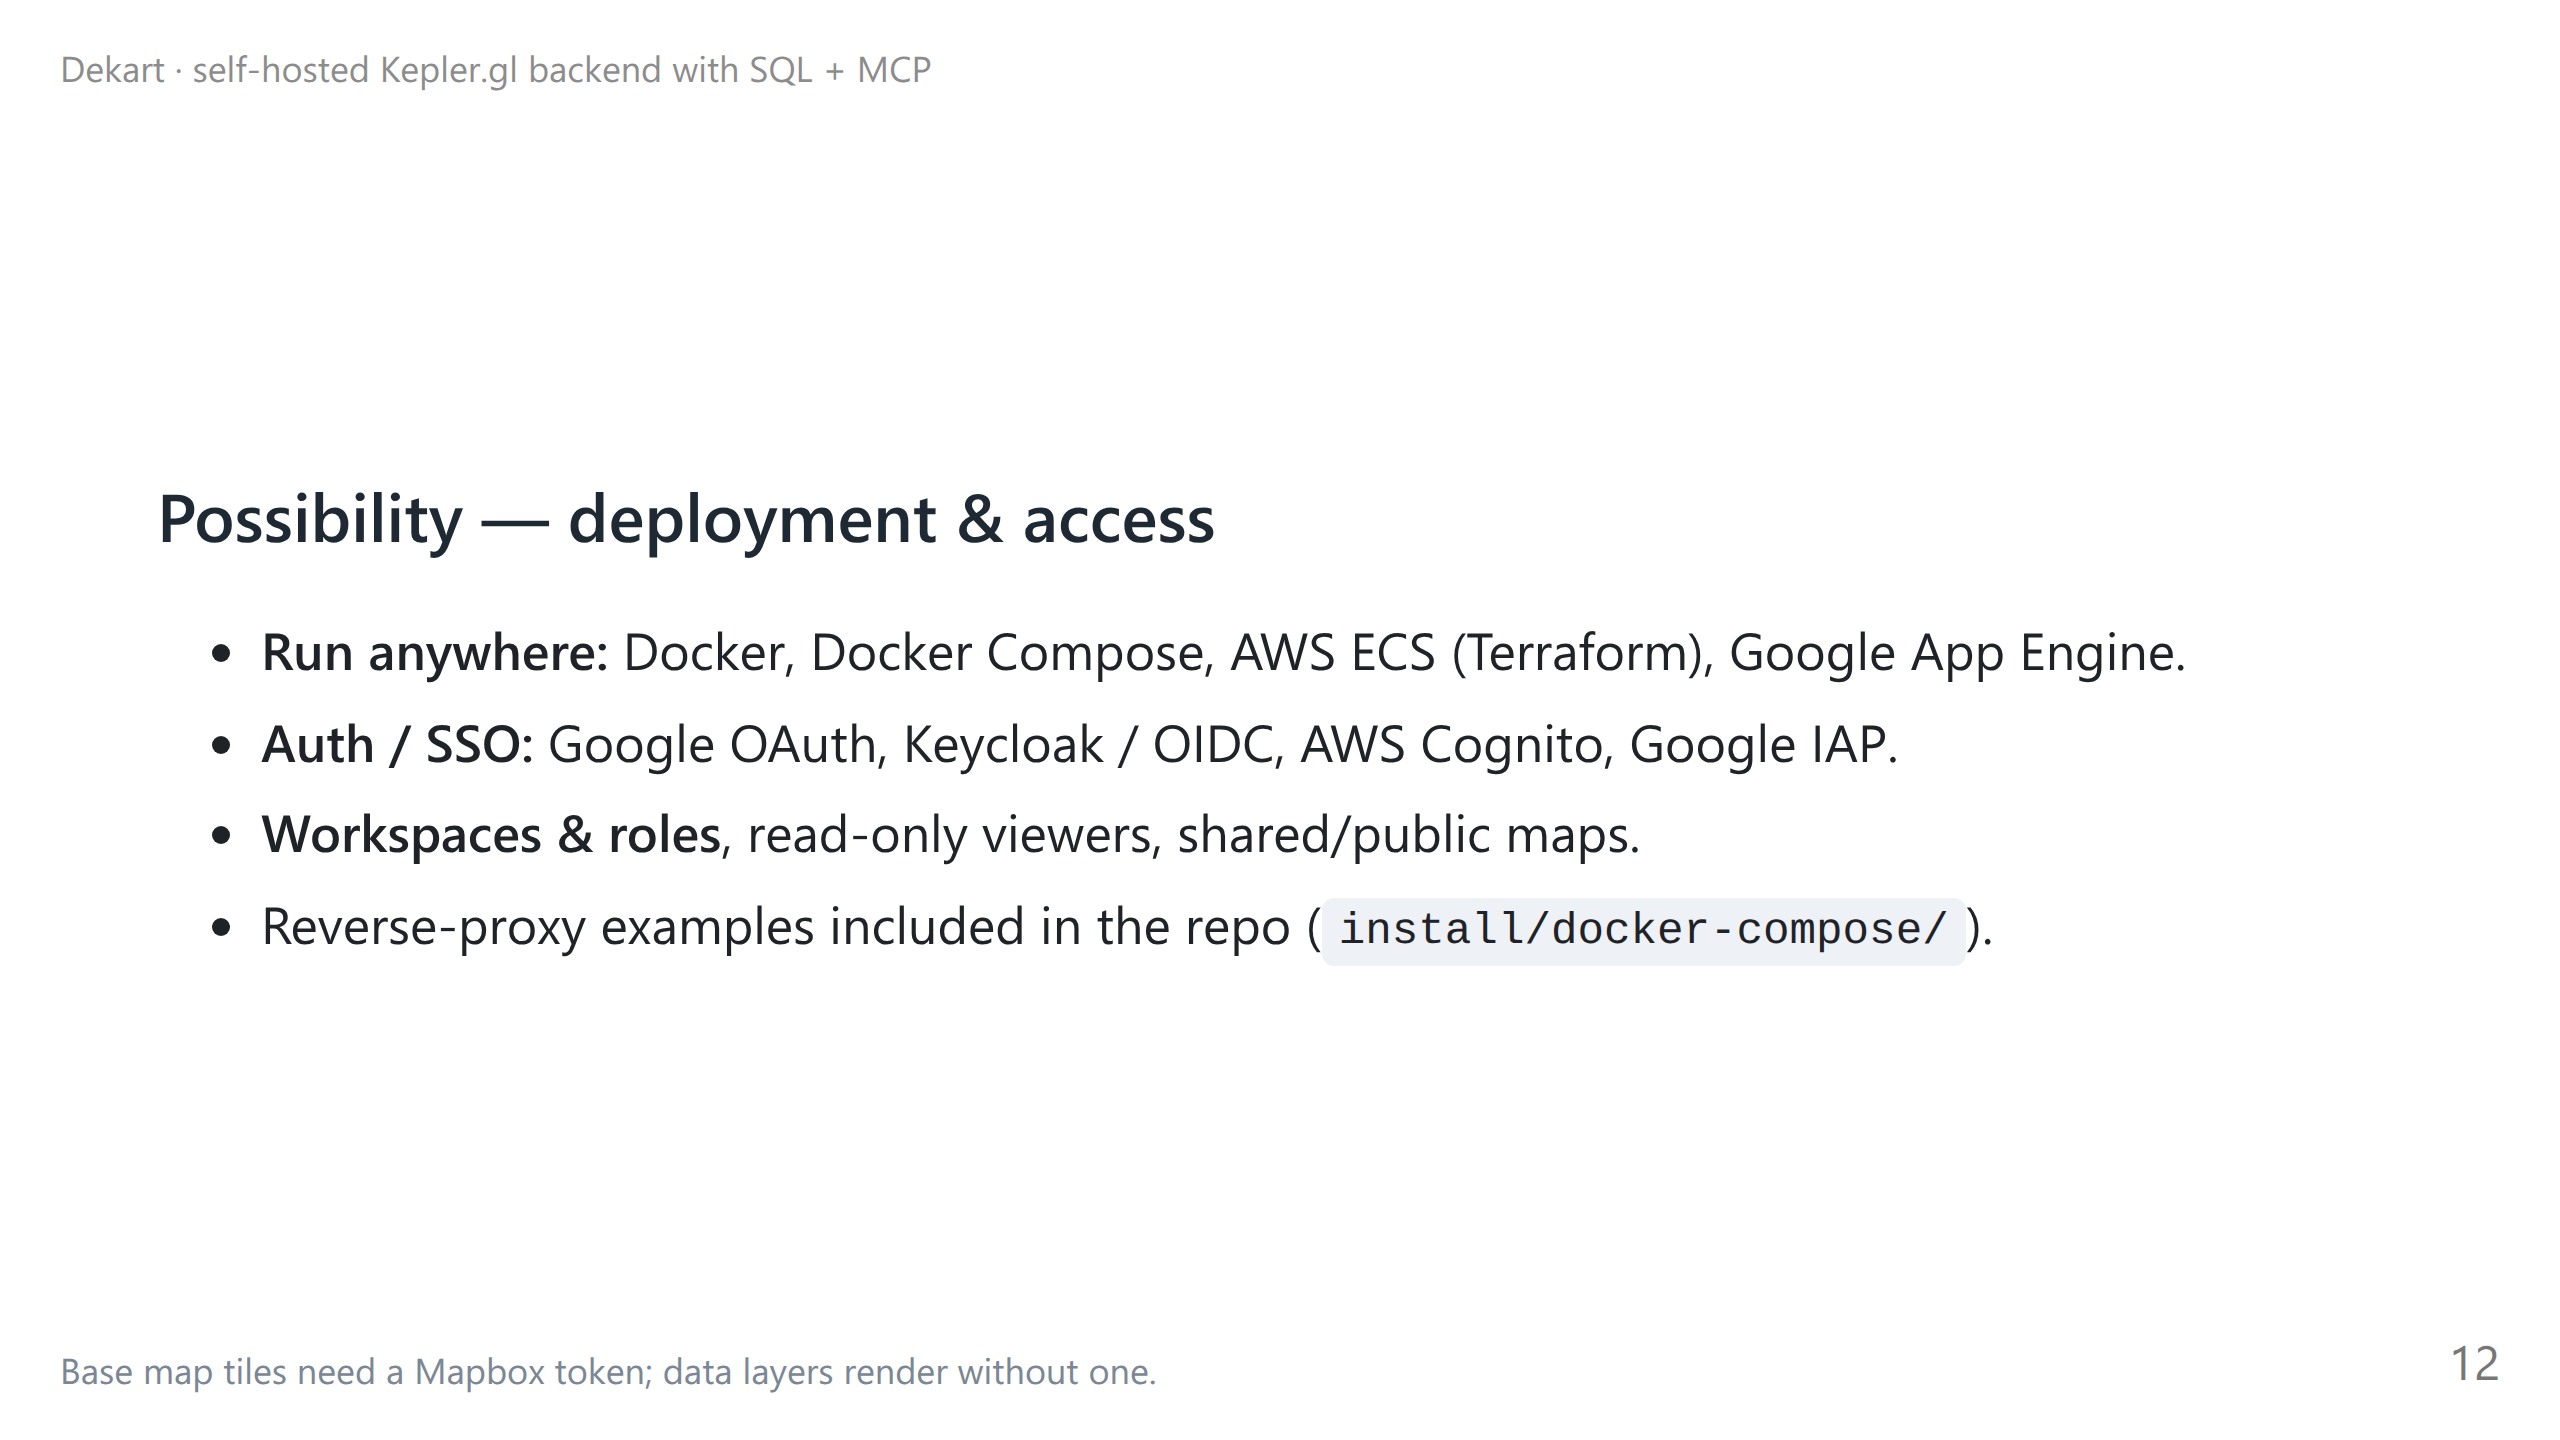 Dekart · self-hosted Kepler.gl backend with SQL + MCP
Possibility — deployment & access
• Run anywhere: Docker, Docker Compose, AWS ECS (Terraform), Google App Engine.
• Auth / SSO: Google OAuth, Keycloak / OIDC, AWS Cognito, Google IAP.
• Workspaces & roles, read-only viewers, shared/public maps.
• Reverse-proxy examples included in the repo (install/docker-compose/).
Base map tiles need a Mapbox token; data layers render without one.
12